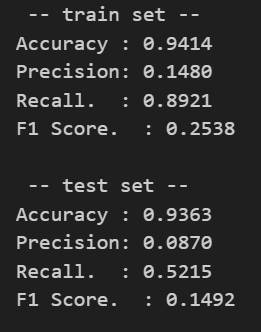 -- train set --
Accuracy : 0.9414
Precision: 0.1480
Recall.  : 0.8921
F1 Score.  : 0.2538
-- test set --
Accuracy : 0.9363
Precision: 0.0870
Recall.  : 0.5215
F1 Score.  : 0.1492